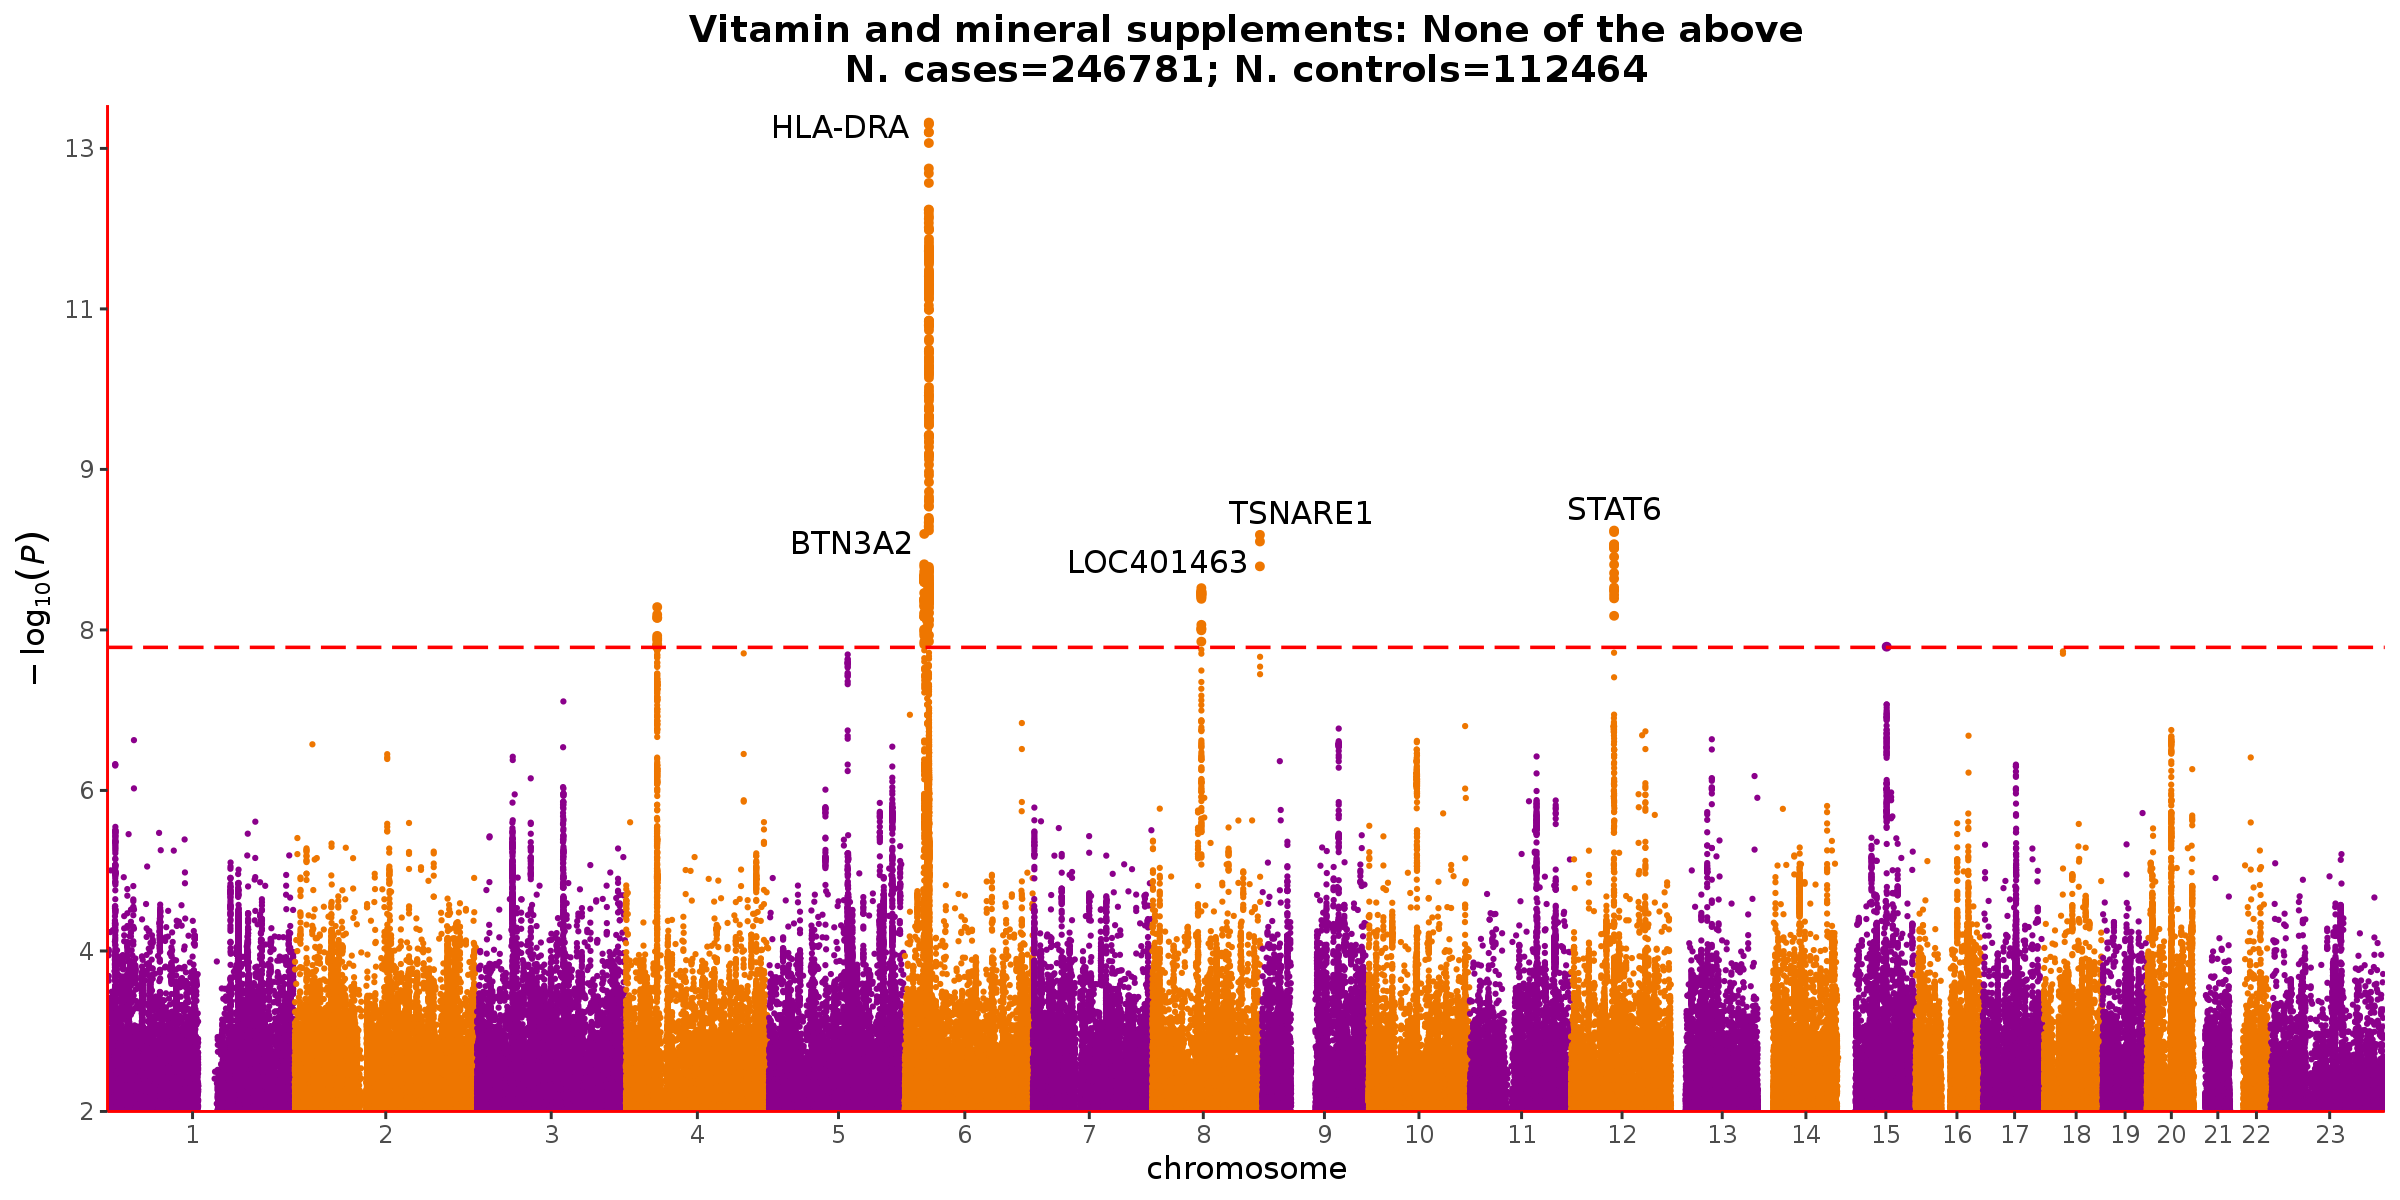 Vitamin and mineral supplements: None of the above
N. cases=246781; N. controls=112464
HLA-DRA
BTN3A2
TSNARE1
LOC401463
STAT6
13
11
9
8
6
4
2
− log₁₀(P)
1 2 3 4 5 6 7 8 9 10 11 12 13 14 15 16 17 18 19 20 21 22 23
chromosome